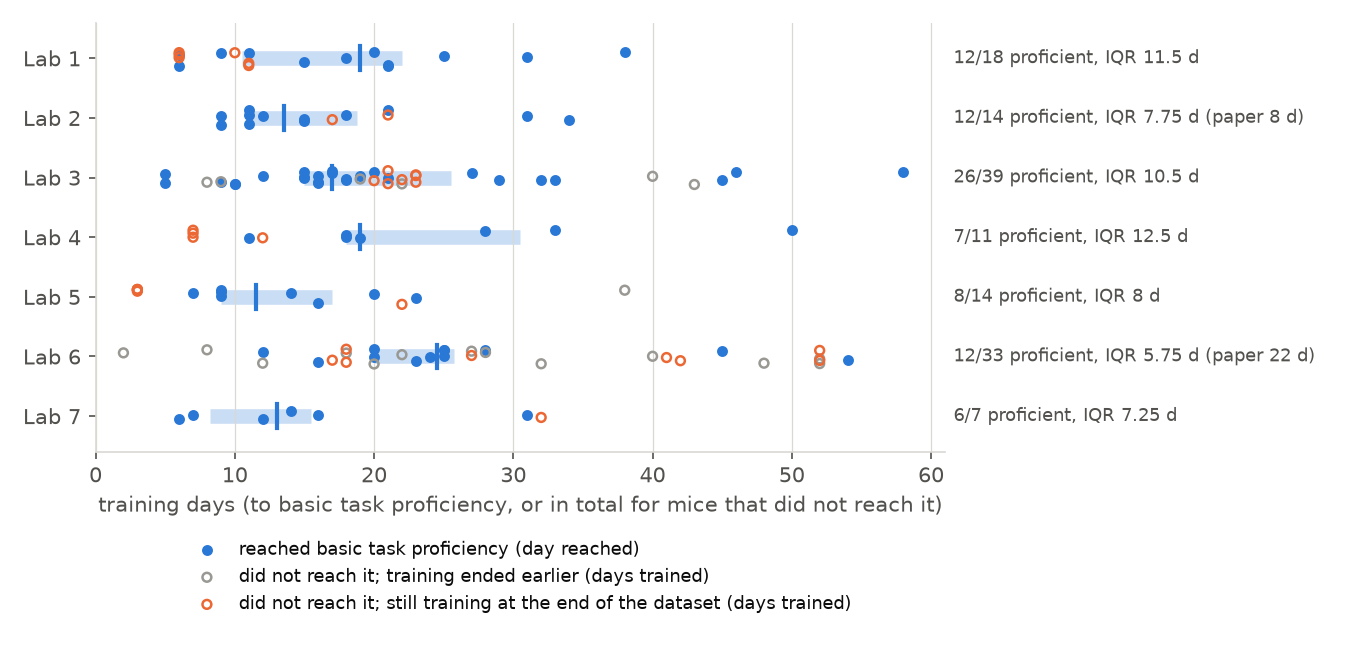 Lab 1 12/18 proficient, IQR 11.5 d
Lab 2 12/14 proficient, IQR 7.75 d (paper 8 d)
Lab 3 26/39 proficient, IQR 10.5 d
Lab 4 7/11 proficient, IQR 12.5 d
Lab 5 8/14 proficient, IQR 8 d
Lab 6 12/33 proficient, IQR 5.75 d (paper 22 d)
Lab 7 6/7 proficient, IQR 7.25 d
0 10 20 30 40 50 60
training days (to basic task proficiency, or in total for mice that did not reach it)
reached basic task proficiency (day reached)
did not reach it; training ended earlier (days trained)
did not reach it; still training at the end of the dataset (days trained)